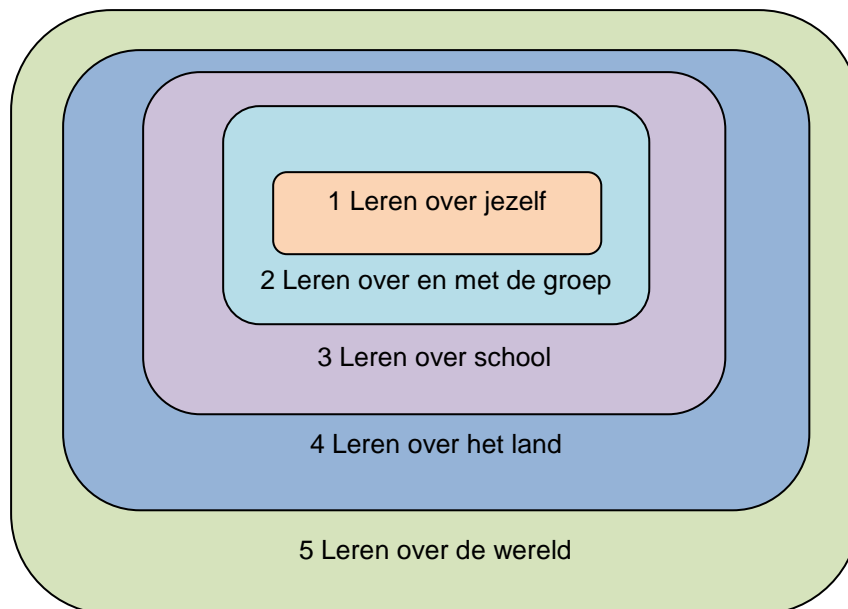 1 Leren over jezelf
2 Leren over en met de groep
3 Leren over school
4 Leren over het land
5 Leren over de wereld